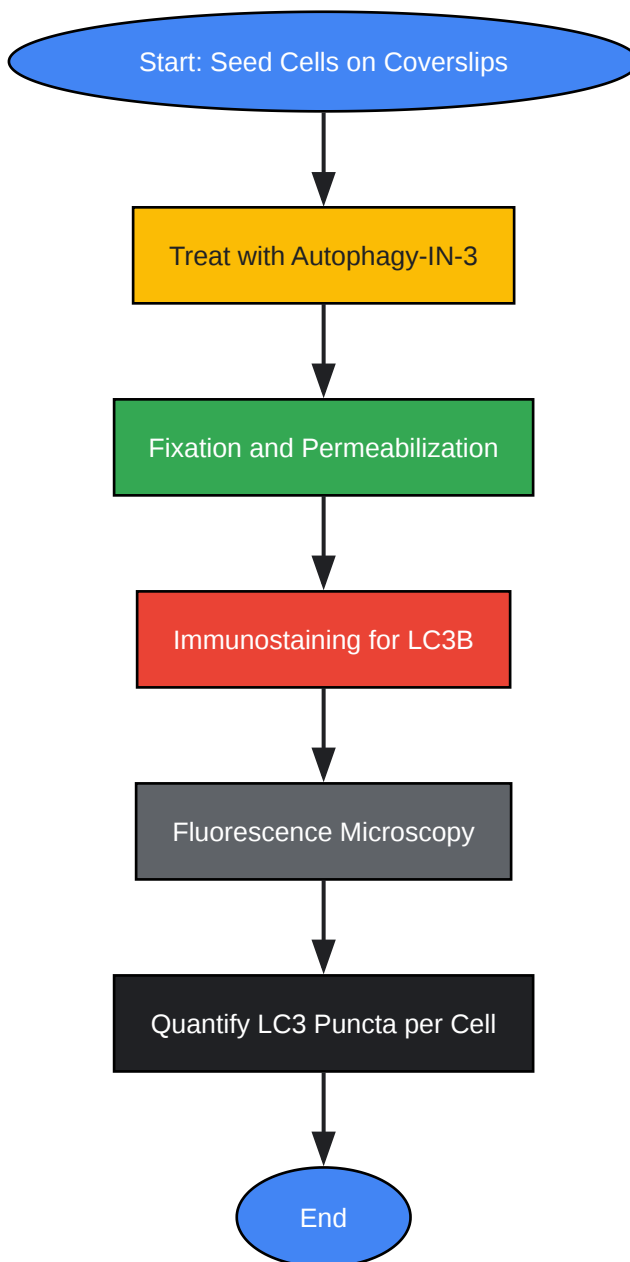 Start: Seed Cells on Coverslips
Treat with Autophagy-IN-3
Fixation and Permeabilization
Immunostaining for LC3B
Fluorescence Microscopy
Quantify LC3 Puncta per Cell
End